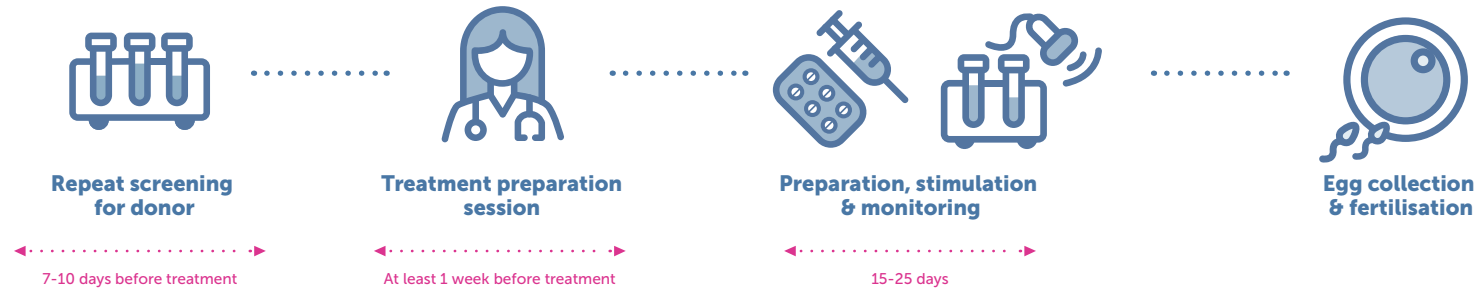 Repeat screening
for donor
7-10 days before treatment
Treatment preparation
session
At least 1 week before treatment
Preparation, stimulation
& monitoring
15-25 days
Egg collection
& fertilisation